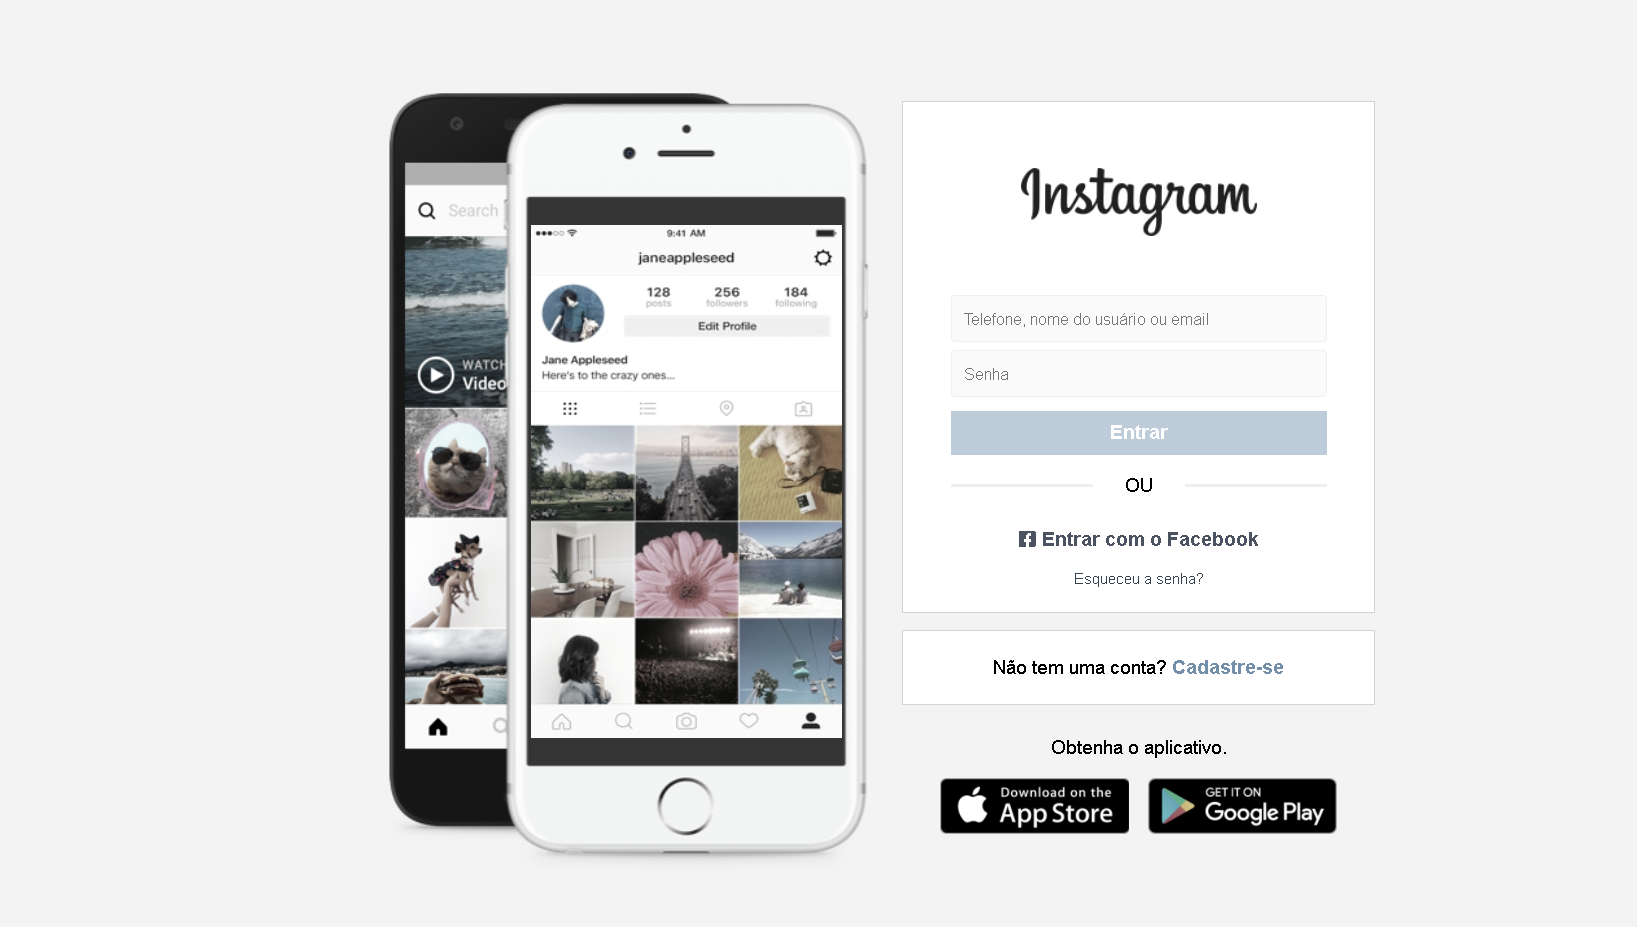 Search
WATCH
Video
9:41 AM
janeappleseed
128
posts
256
followers
184
following
Edit Profile
Jane Appleseed
Here's to the crazy ones...
Instagram
Telefone, nome do usuário ou email
Senha
Entrar
OU
Entrar com o Facebook
Esqueceu a senha?
Não tem uma conta? Cadastre-se
Obtenha o aplicativo.
Download on the
App Store
GET IT ON
Google Play